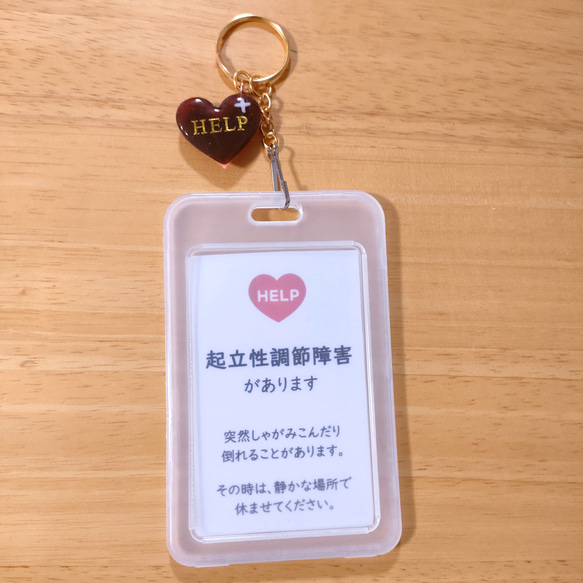 HELP
HELP
起立性調節障害
があります
突然しゃがみこんだり
倒れることがあります。
その時は、静かな場所で
休ませてください。